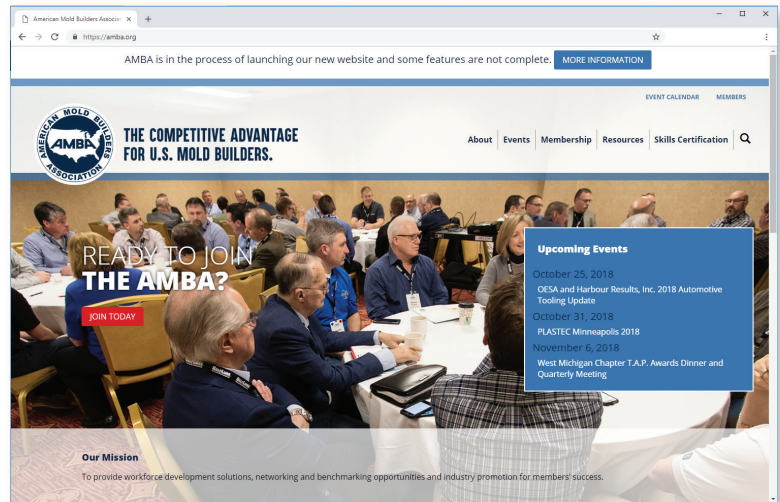 American Mold Builders Associat
https://amba.org
AMBA is in the process of launching our new website and some features are not complete. MORE INFORMATION
EVENT CALENDAR MEMBERS
AMERICAN MOLD BUILDERS
AMBA
ASSOCIATION
THE COMPETITIVE ADVANTAGE
FOR U.S. MOLD BUILDERS.
About Events Membership Resources Skills Certification
READY TO JOIN
THE AMBA?
JOIN TODAY
Upcoming Events
October 25, 2018
OESA and Harbour Results, Inc. 2018 Automotive
Tooling Update
October 31, 2018
PLASTEC Minneapolis 2018
November 6, 2018
West Michigan Chapter T.A.P. Awards Dinner and
Quarterly Meeting
Our Mission
To provide workforce development solutions, networking and benchmarking opportunities and industry promotion for members' success.